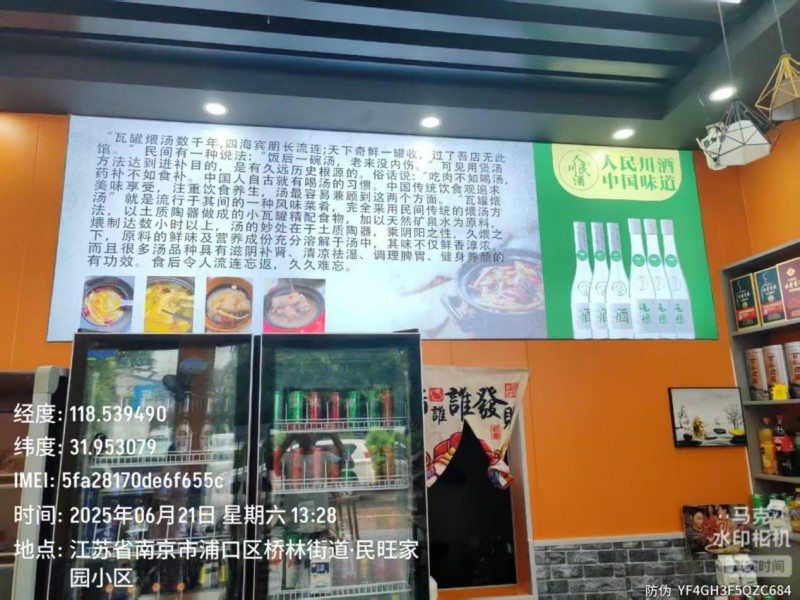 “瓦罐煨汤数千年,四海宾朋长流连;天下奇鲜一罐收,过了吾店无此
馆。”民间有一种说法:“饭后一碗汤,老来没内伤。”可见用煲汤
方法达到进补目的,是有久远历史根源的。俗话说:“吃肉不如喝汤,
药补不如食补。中国人自古就有喝汤的习惯。中国传统饮食观追求
美味享受,注重饮食养生,汤最容易兼顾到这两个方面。“瓦罐煨
汤”就是流行于其间的一种风味菜肴,完全采用民间传统的煨汤方
法,以土质陶器做成的小瓦罐精配食物,加以天然矿泉水为原料,
煨制达数小时以上,汤的妙处在于土质陶器,秉阴阳之性,久煨之
下,原料的鲜味及营养成份充分溶解于汤中,其味不仅鲜香淳浓,
而且很多汤品种具有滋阴补肾、清凉祛湿、调理脾胃、健身养颜的
有功效。食后令人流连忘返,久久难忘。
人民川酒
人民川酒
中国味道
誰
誰發財
经度: 118.539490
纬度: 31.953079
IMEI: 5fa28170de6f655c
时间: 2025年06月21日 星期六 13:28
地点: 江苏省南京市浦口区桥林街道·民旺家
园小区
马克
水印相机
时间
防伪 YF4GH3F5QZC684